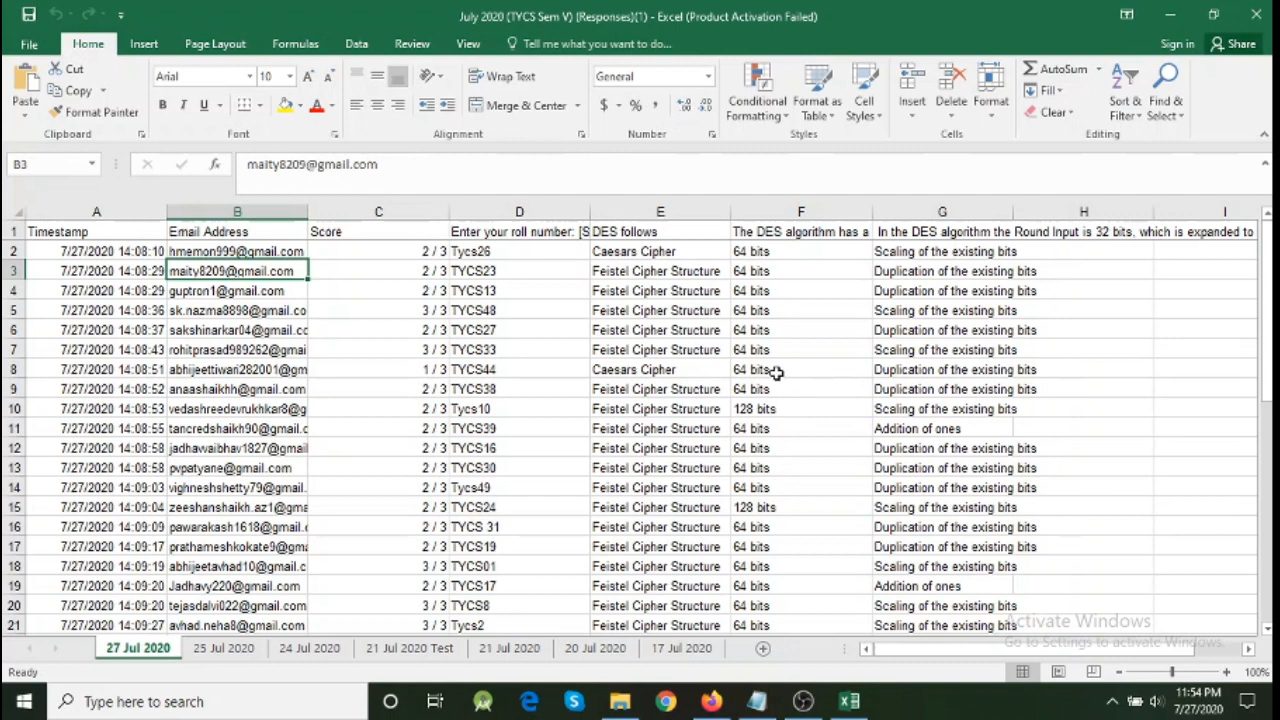 July 2020 (TYCS Sem V) (Responses)(1) - Excel (Product Activation Failed)
File Home Insert Page Layout Formulas Data Review View Tell me what you want to do... Sign in Share
Cut
Copy
Format Painter
Paste
Arial 10
B I U
Wrap Text
Merge & Center
General
$ % ,
Conditional Formatting
Format as Table
Cell Styles
Insert Delete Format
AutoSum
Fill
Clear
Sort & Filter
Find & Select
Clipboard Font Alignment Number Styles Cells Editing
B3 fx maity8209@gmail.com
A B C D E F G H I
1 Timestamp Email Address Score Enter your roll number: [S DES follows The DES algorithm has a In the DES algorithm the Round Input is 32 bits, which is expanded to
2 7/27/2020 14:08:10 hmemon999@gmail.com 2 / 3 Tycs26 Caesars Cipher 64 bits Scaling of the existing bits
3 7/27/2020 14:08:29 maity8209@gmail.com 2 / 3 TYCS23 Feistel Cipher Structure 64 bits Duplication of the existing bits
4 7/27/2020 14:08:29 guptron1@gmail.com 2 / 3 TYCS13 Feistel Cipher Structure 64 bits Duplication of the existing bits
5 7/27/2020 14:08:36 sk.nazma8898@gmail.co 3 / 3 TYCS48 Feistel Cipher Structure 64 bits Scaling of the existing bits
6 7/27/2020 14:08:37 sakshinarkar04@gmail.cc 2 / 3 TYCS27 Feistel Cipher Structure 64 bits Duplication of the existing bits
7 7/27/2020 14:08:43 rohitprasad989262@gmai 3 / 3 TYCS33 Feistel Cipher Structure 64 bits Scaling of the existing bits
8 7/27/2020 14:08:51 abhijeettiwari282001@gm 1 / 3 TYCS44 Caesars Cipher 64 bits Duplication of the existing bits
9 7/27/2020 14:08:52 anaashaikhh@gmail.com 2 / 3 TYCS38 Feistel Cipher Structure 64 bits Duplication of the existing bits
10 7/27/2020 14:08:53 vedashreedevrukhkar8@g 2 / 3 Tycs10 Feistel Cipher Structure 128 bits Scaling of the existing bits
11 7/27/2020 14:08:55 tancredshaikh90@gmail.c 2 / 3 TYCS39 Feistel Cipher Structure 64 bits Addition of ones
12 7/27/2020 14:08:58 jadhavvaibhav1827@gmail 2 / 3 TYCS16 Feistel Cipher Structure 64 bits Duplication of the existing bits
13 7/27/2020 14:08:58 pvpatyane@gmail.com 2 / 3 TYCS30 Feistel Cipher Structure 64 bits Duplication of the existing bits
14 7/27/2020 14:09:03 vighneshshetty79@gmail. 2 / 3 Tycs49 Feistel Cipher Structure 64 bits Duplication of the existing bits
15 7/27/2020 14:09:04 zeeshanshaikh.az1@gmai 2 / 3 TYCS24 Feistel Cipher Structure 128 bits Scaling of the existing bits
16 7/27/2020 14:09:09 pawarakash1618@gmail.c 2 / 3 TYCS 31 Feistel Cipher Structure 64 bits Duplication of the existing bits
17 7/27/2020 14:09:17 prathameshkokate9@gma 2 / 3 TYCS19 Feistel Cipher Structure 64 bits Duplication of the existing bits
18 7/27/2020 14:09:19 abhijeetavhad10@gmail.c 3 / 3 TYCS01 Feistel Cipher Structure 64 bits Scaling of the existing bits
19 7/27/2020 14:09:20 Jadhavy220@gmail.com 2 / 3 TYCS17 Feistel Cipher Structure 64 bits Addition of ones
20 7/27/2020 14:09:20 tejasdalvi022@gmail.com 3 / 3 TYCS8 Feistel Cipher Structure 64 bits Scaling of the existing bits
21 7/27/2020 14:09:27 avhad.neha8@gmail.com 3 / 3 Tycs2 Feistel Cipher Structure 64 bits Scaling of the existing bits
Activate Windows
Go to Settings to activate Windows.
27 Jul 2020 25 Jul 2020 24 Jul 2020 21 Jul 2020 Test 21 Jul 2020 20 Jul 2020 17 Jul 2020
Ready 100%
Type here to search
11:54 PM
7/27/2020